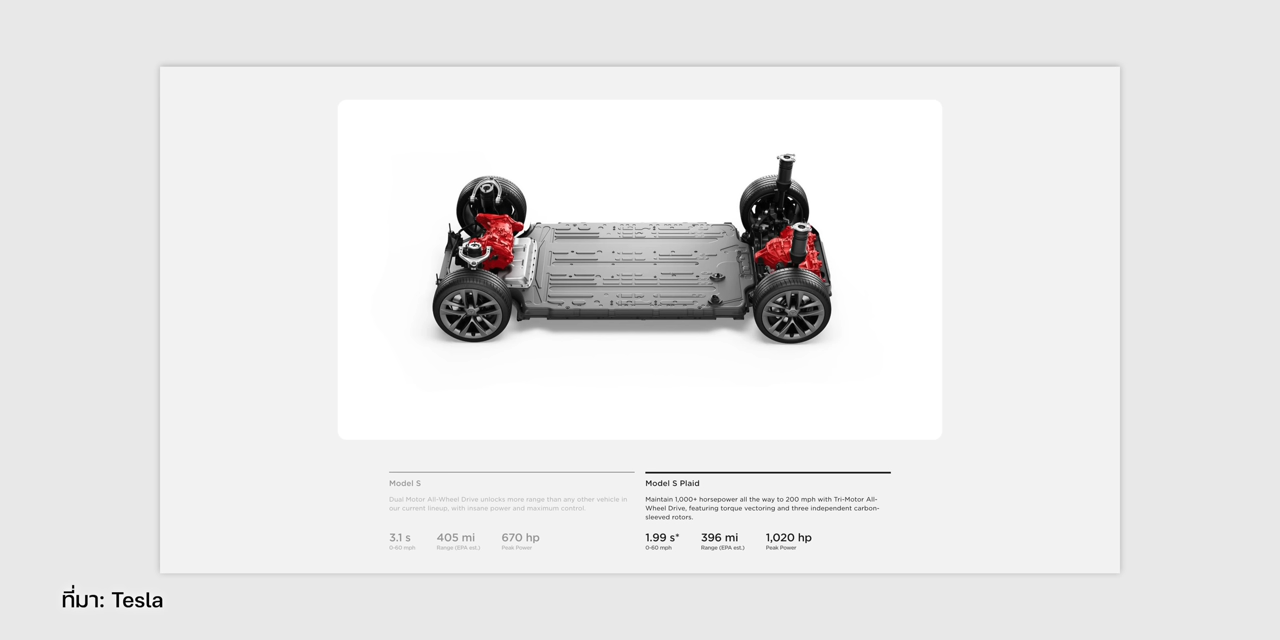 Model S
Dual Motor All-Wheel Drive unlocks more range than any other vehicle in
our current lineup, with insane power and maximum control.
3.1 s 405 mi 670 hp
0-60 mph Range (EPA est.) Peak Power
Model S Plaid
Maintain 1,000+ horsepower all the way to 200 mph with Tri-Motor All-
Wheel Drive, featuring torque vectoring and three independent carbon-
sleeved rotors.
1.99 s* 396 mi 1,020 hp
0-60 mph Range (EPA est.) Peak Power
ที่มา: Tesla